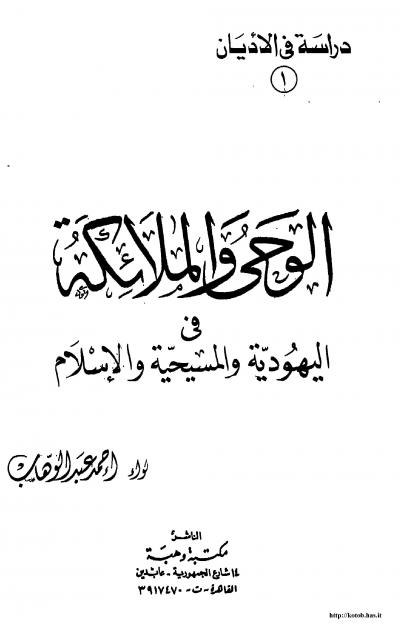 دراسة فى الأديان
١
الوحى والملائكة
فى
اليهودية والمسيحية والإسلام
لواء أحمد عبد الوهاب
الناشر
مكتبة وهبة
١٤ شارع الجمهورية - عابدين
القاهرة - ت - ٣٩١٧٤٧٠
http://kotob.has.it